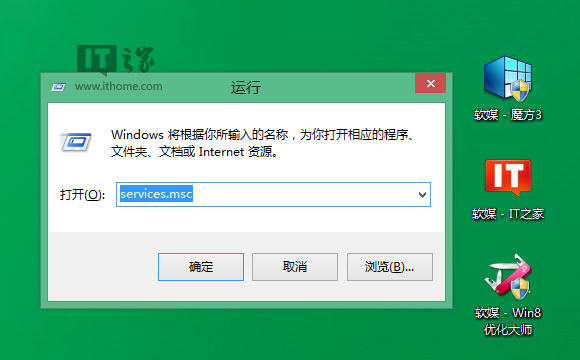 IT之家
www.ithome.com
运行
Windows 将根据你所输入的名称，为你打开相应的程序、
文件夹、文档或 Internet 资源。
打开(O):
services.msc
确定
取消
浏览(B)...
软媒 - 魔方3
IT
软媒 - IT之家
软媒 - Win8
优化大师